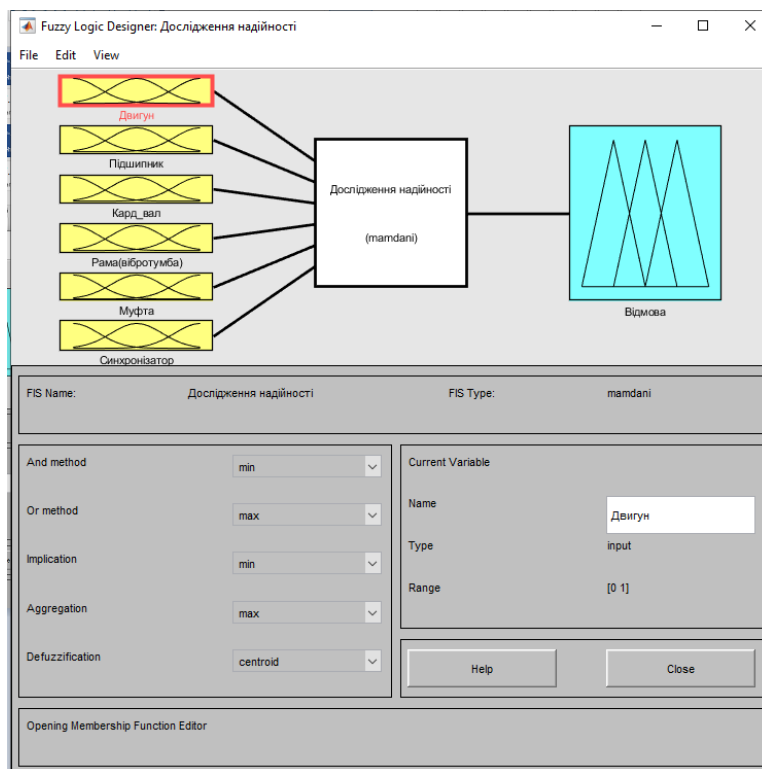 Fuzzy Logic Designer: Дослідження надійності
File Edit View
Двигун
Підшипник
Кард_вал
Рама(вібротумба)
Муфта
Синхронізатор
Дослідження надійності
(mamdani)
Відмова
FIS Name: Дослідження надійності FIS Type: mamdani
And method min
Or method max
Implication min
Aggregation max
Defuzzification centroid
Current Variable
Name Двигун
Type input
Range [0 1]
Help Close
Opening Membership Function Editor